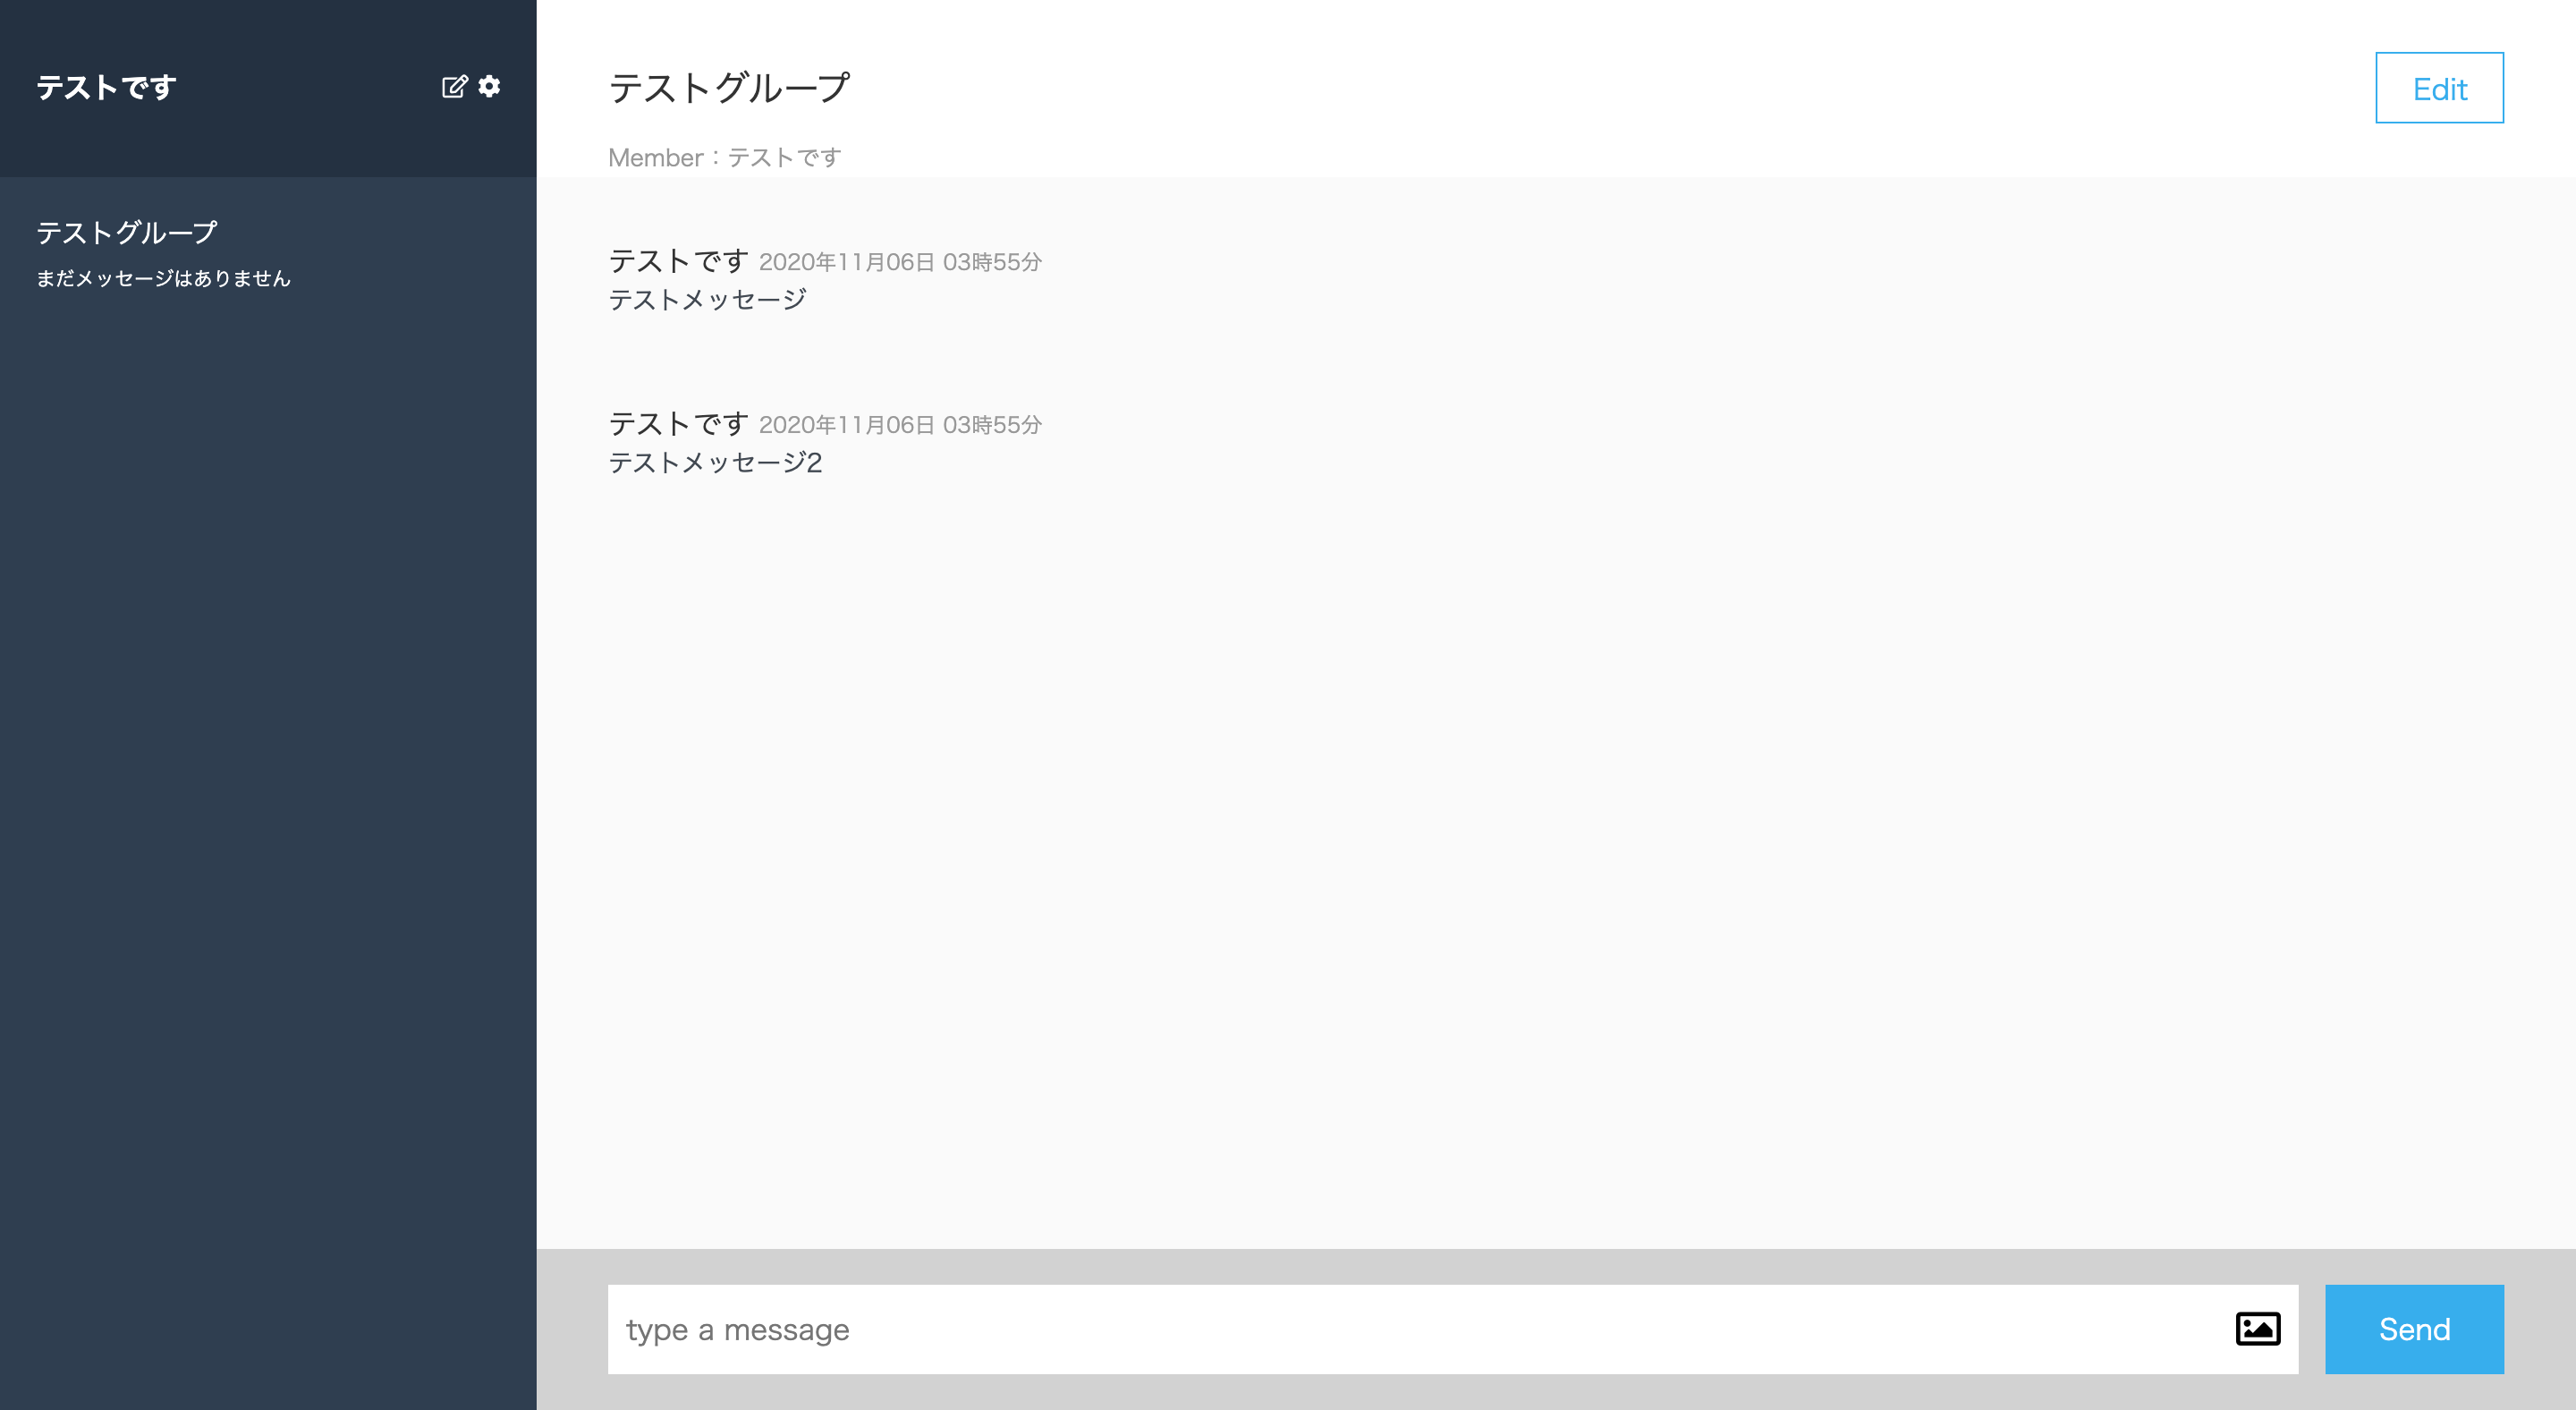 テストです
テストグループ
まだメッセージはありません
テストグループ
Edit
Member：テストです
テストです 2020年11月06日 03時55分
テストメッセージ
テストです 2020年11月06日 03時55分
テストメッセージ2
type a message
Send